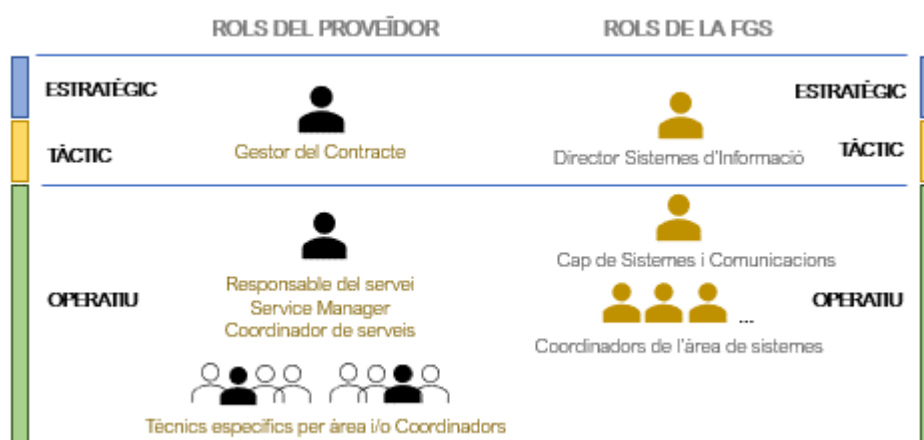 ROLS DEL PROVEÏDOR ROLS DE LA FGS
ESTRATÈGIC ESTRATÈGIC
TÀCTIC Gestor del Contracte Director Sistemes d'Informació TÀCTIC
Cap de Sistemes i Comunicacions
OPERATIU OPERATIU
Responsable del servei
Service Manager
Coordinador de serveis
...
Coordinadors de l'àrea de sistemes
Tècnics específics per àrea i/o Coordinadors